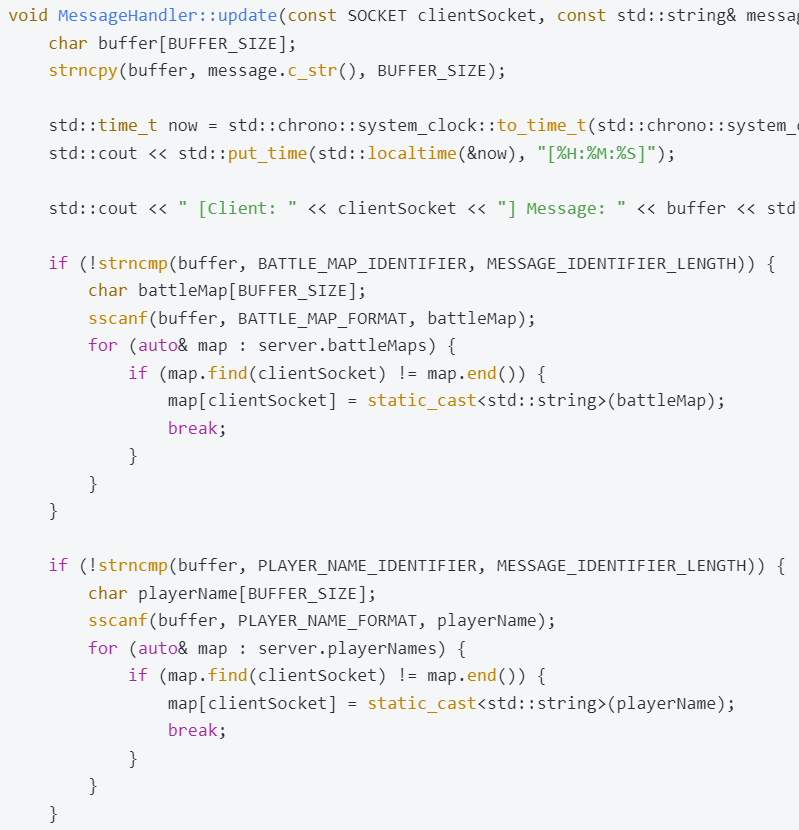 void MessageHandler::update(const SOCKET clientSocket, const std::string& messag
    char buffer[BUFFER_SIZE];
    strncpy(buffer, message.c_str(), BUFFER_SIZE);

    std::time_t now = std::chrono::system_clock::to_time_t(std::chrono::system_c
    std::cout << std::put_time(std::localtime(&now), "[%H:%M:%S]");

    std::cout << " [Client: " << clientSocket << "] Message: " << buffer << std

    if (!strncmp(buffer, BATTLE_MAP_IDENTIFIER, MESSAGE_IDENTIFIER_LENGTH)) {
        char battleMap[BUFFER_SIZE];
        sscanf(buffer, BATTLE_MAP_FORMAT, battleMap);
        for (auto& map : server.battleMaps) {
            if (map.find(clientSocket) != map.end()) {
                map[clientSocket] = static_cast<std::string>(battleMap);
                break;
            }
        }
    }

    if (!strncmp(buffer, PLAYER_NAME_IDENTIFIER, MESSAGE_IDENTIFIER_LENGTH)) {
        char playerName[BUFFER_SIZE];
        sscanf(buffer, PLAYER_NAME_FORMAT, playerName);
        for (auto& map : server.playerNames) {
            if (map.find(clientSocket) != map.end()) {
                map[clientSocket] = static_cast<std::string>(playerName);
                break;
            }
        }
    }